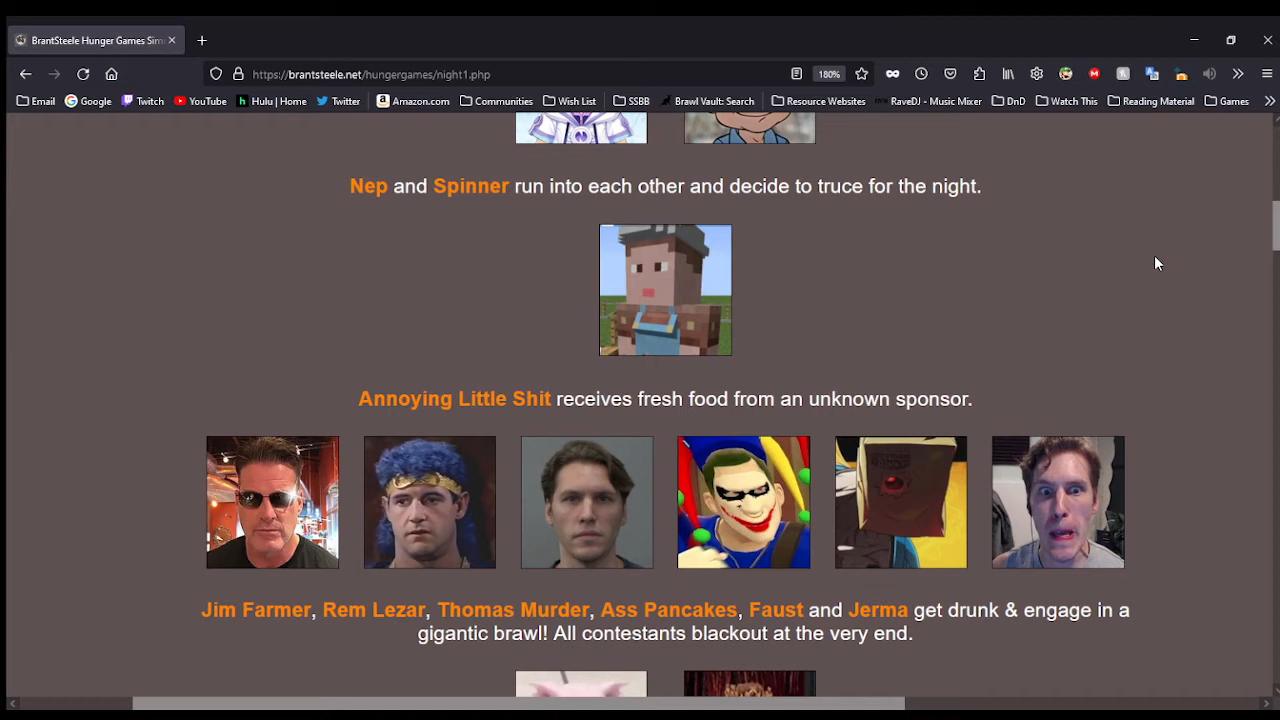 BrantSteele Hunger Games Sim
https://brantsteele.net/hungergames/night1.php
180%
Email
Google
Twitch
YouTube
Hulu | Home
Twitter
Amazon.com
Communities
Wish List
SSBB
Brawl Vault: Search
Resource Websites
RaveDJ - Music Mixer
DnD
Watch This
Reading Material
Games
Nep and Spinner run into each other and decide to truce for the night.
Annoying Little Shit receives fresh food from an unknown sponsor.
Jim Farmer, Rem Lezar, Thomas Murder, Ass Pancakes, Faust and Jerma get drunk & engage in a
gigantic brawl! All contestants blackout at the very end.